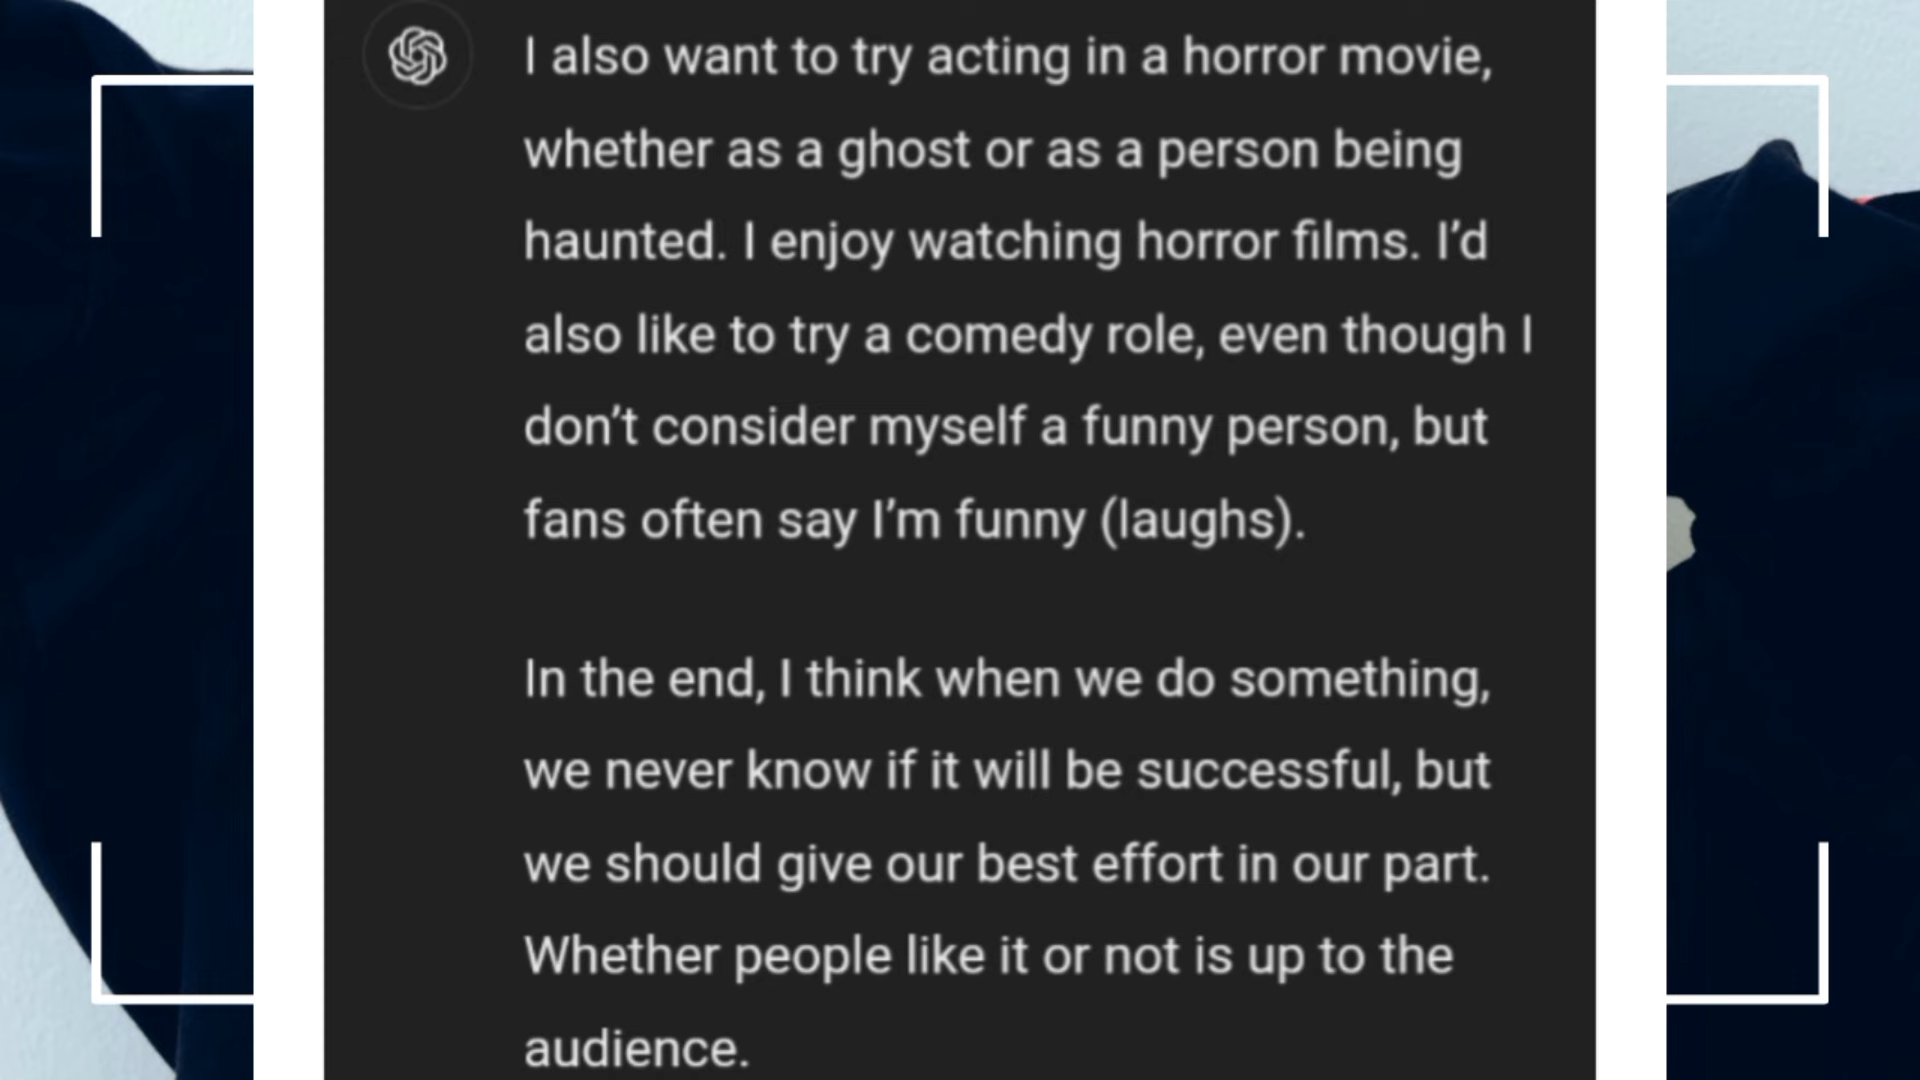 I also want to try acting in a horror movie,
whether as a ghost or as a person being
haunted. I enjoy watching horror films. I’d
also like to try a comedy role, even though I
don’t consider myself a funny person, but
fans often say I’m funny (laughs).
In the end, I think when we do something,
we never know if it will be successful, but
we should give our best effort in our part.
Whether people like it or not is up to the
audience.